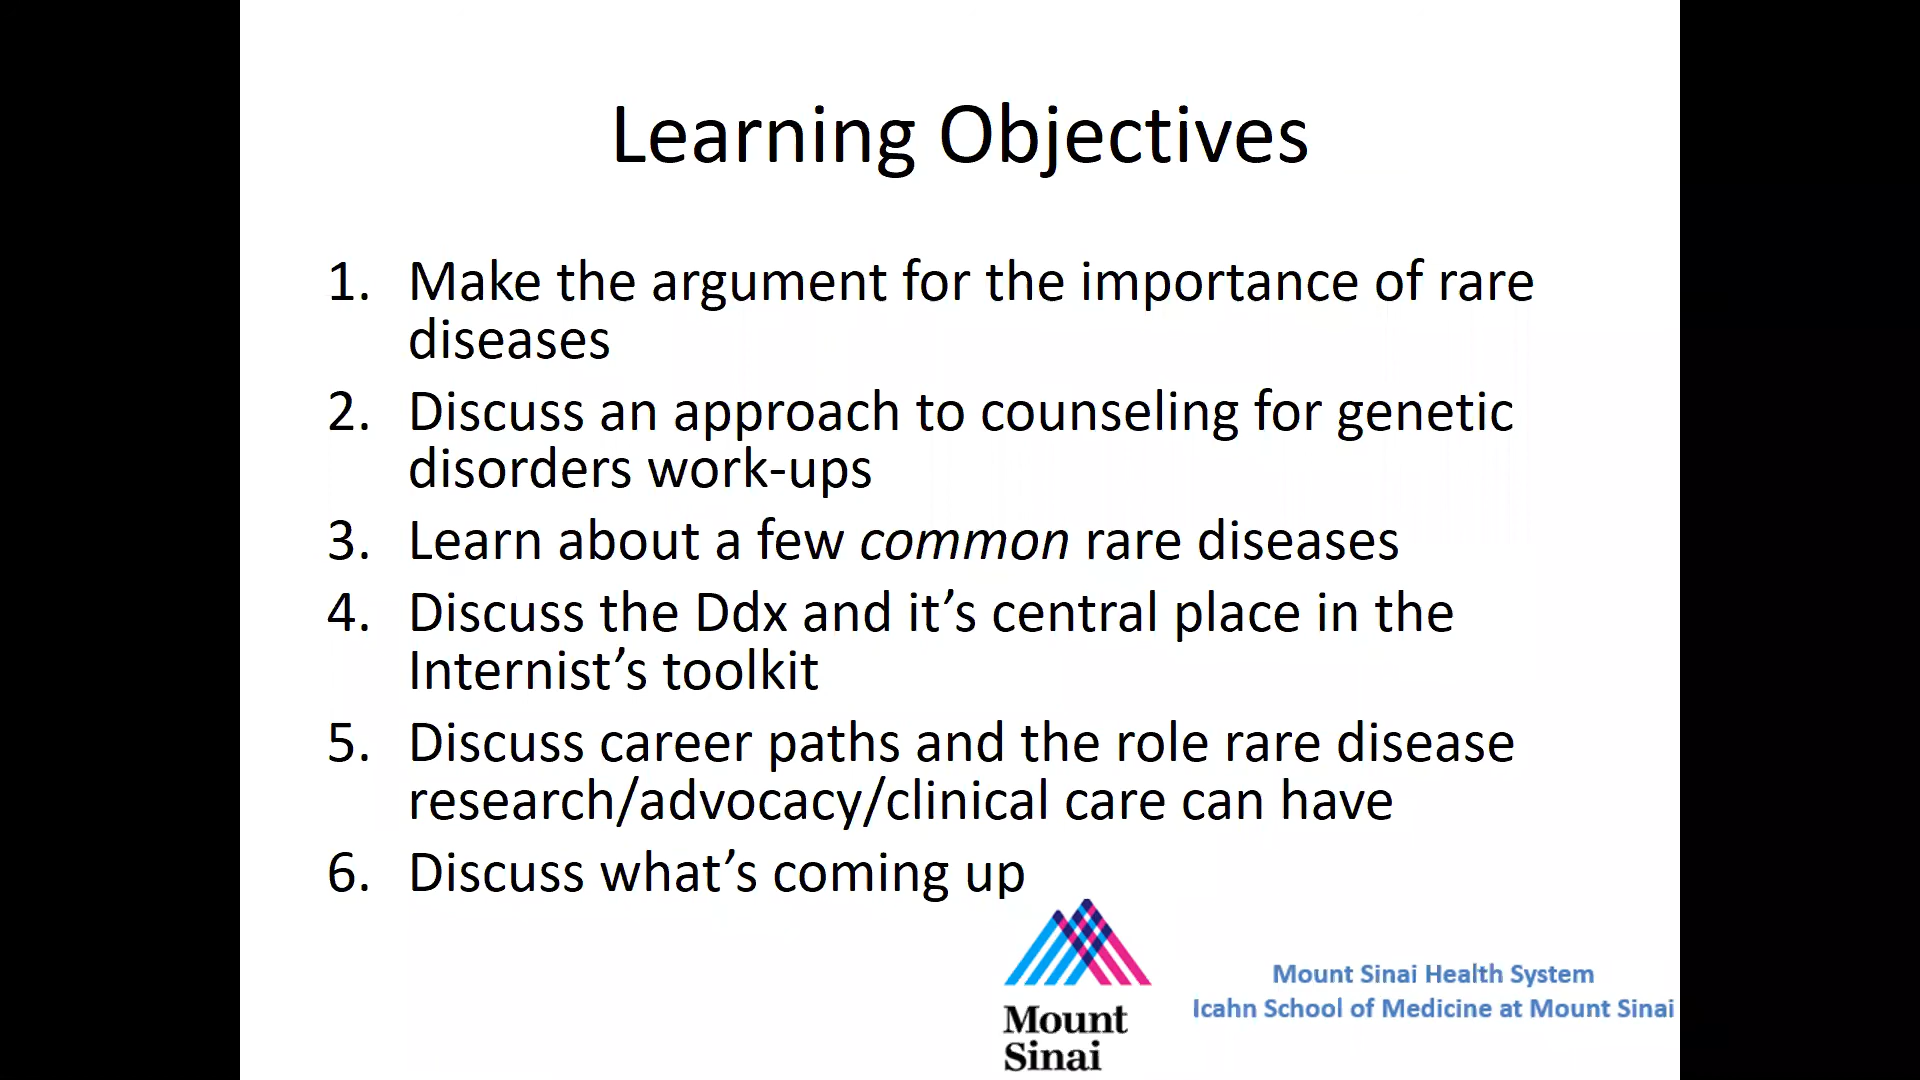 Learning Objectives
1. Make the argument for the importance of rare
diseases
2. Discuss an approach to counseling for genetic
disorders work-ups
3. Learn about a few common rare diseases
4. Discuss the Ddx and it’s central place in the
Internist’s toolkit
5. Discuss career paths and the role rare disease
research/advocacy/clinical care can have
6. Discuss what’s coming up
Mount
Sinai
Mount Sinai Health System
Icahn School of Medicine at Mount Sinai